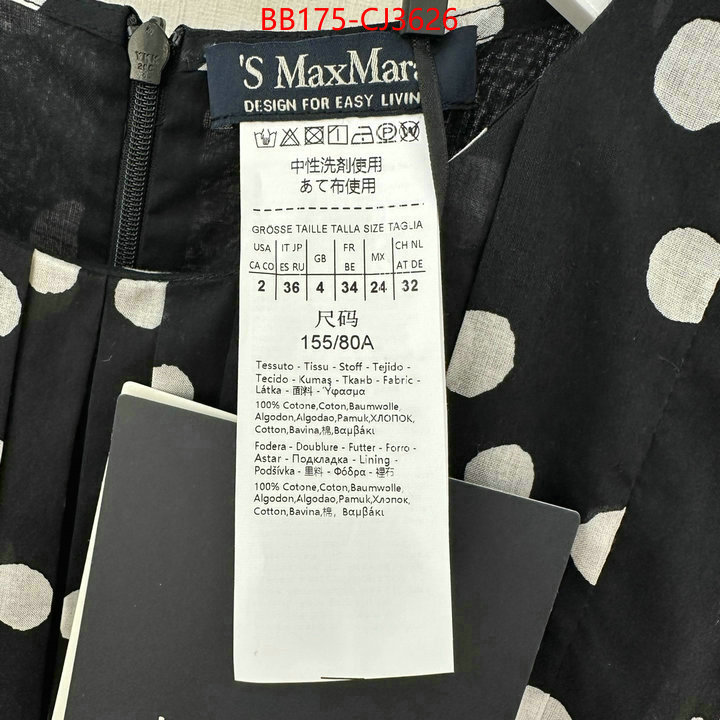 BB175-CJ3626
YKK
'S MaxMara
DESIGN FOR EASY LIVIN
中性洗剤使用
あて布使用
GRÖSSE TAILLE TALLA SIZE TAGLIA
USA IT JP GB FR MX CH NL
CA CO ES RU BE AT DE
2 36 4 34 24 32
尺码
155/80A
Tessuto - Tissu - Stoff - Tejido -
Tecido - Kumaş - Ткань - Fabric -
Látka - 面料 - Ύφασμα
100% Cotone,Coton,Baumwolle,
Algodon,Algodao,Pamuk,ХЛОПОК,
Cotton,Bavlna,棉,Βαμβάκι
Fodera - Doublure - Futter - Forro -
Astar - Подкладка - Lining -
Podšívka - 里料 - Φόδρα - 裡布
100% Cotone,Coton,Baumwolle,
Algodon,Algodao,Pamuk,Хлопок,
Cotton,Bavlna,棉, Βαμβάκι